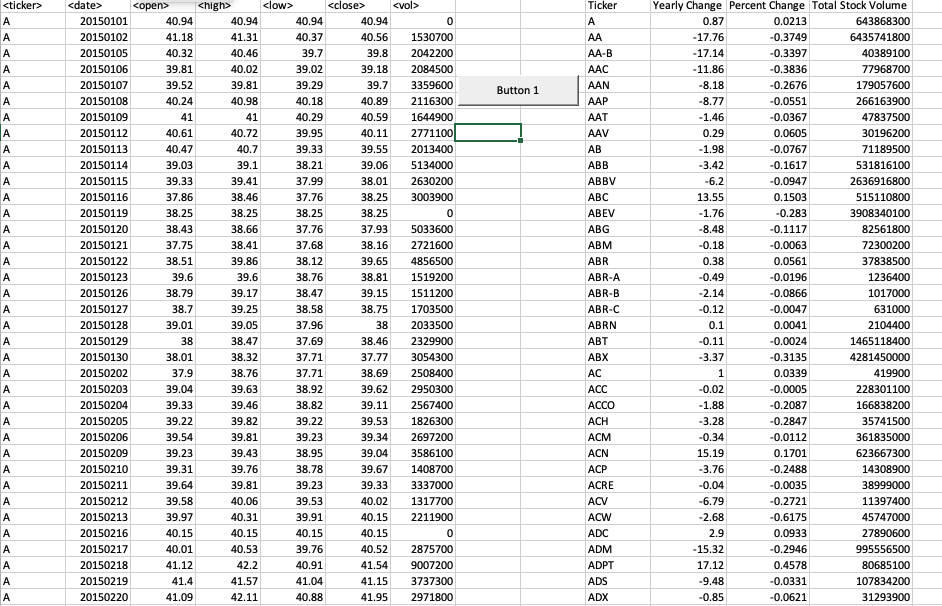 <ticker> <date> <open> <high> <low> <close> <vol> Ticker Yearly Change Percent Change Total Stock Volume
A 20150101 40.94 40.94 40.94 40.94 0 A 0.87 0.0213 643868300
A 20150102 41.18 41.31 40.37 40.56 1530700 AA -17.76 -0.3749 6435741800
A 20150105 40.32 40.46 39.7 39.8 2042200 AA-B -17.14 -0.3397 40389100
A 20150106 39.81 40.02 39.02 39.18 2084500 AAC -11.86 -0.3836 77968700
A 20150107 39.52 39.81 39.29 39.7 3359600 Button 1 AAN -8.18 -0.2676 179057600
A 20150108 40.24 40.98 40.18 40.89 2116300 AAP -8.77 -0.0551 266163900
A 20150109 41 41 40.29 40.59 1644900 AAT -1.46 -0.0367 47837500
A 20150112 40.61 40.72 39.95 40.11 2771100 AAV 0.29 0.0605 30196200
A 20150113 40.47 40.7 39.33 39.55 2013400 AB -1.98 -0.0767 71189500
A 20150114 39.03 39.1 38.21 39.06 5134000 ABB -3.42 -0.1617 531816100
A 20150115 39.33 39.41 37.99 38.01 2630200 ABBV -6.2 -0.0947 2636916800
A 20150116 37.86 38.46 37.76 38.25 3003900 ABC 13.55 0.1503 515110800
A 20150119 38.25 38.25 38.25 38.25 0 ABEV -1.76 -0.283 3908340100
A 20150120 38.43 38.66 37.76 37.93 5033600 ABG -8.48 -0.1117 82561800
A 20150121 37.75 38.41 37.68 38.16 2721600 ABM -0.18 -0.0063 72300200
A 20150122 38.51 39.86 38.12 39.65 4856500 ABR 0.38 0.0561 37838500
A 20150123 39.6 39.6 38.76 38.81 1519200 ABR-A -0.49 -0.0196 1236400
A 20150126 38.79 39.17 38.47 39.15 1511200 ABR-B -2.14 -0.0866 1017000
A 20150127 38.7 39.25 38.58 38.75 1703500 ABR-C -0.12 -0.0047 631000
A 20150128 39.01 39.05 37.96 38 2033500 ABRN 0.1 0.0041 2104400
A 20150129 38 38.47 37.69 38.46 2329900 ABT -0.11 -0.0024 1465118400
A 20150130 38.01 38.32 37.71 37.77 3054300 ABX -3.37 -0.3135 4281450000
A 20150202 37.9 38.76 37.71 38.69 2508400 AC 1 0.0339 419900
A 20150203 39.04 39.63 38.92 39.62 2950300 ACC -0.02 -0.0005 228301100
A 20150204 39.33 39.46 38.82 39.11 2567400 ACCO -1.88 -0.2087 166838200
A 20150205 39.22 39.82 39.22 39.53 1826300 ACH -3.28 -0.2847 35741500
A 20150206 39.54 39.81 39.23 39.34 2697200 ACM -0.34 -0.0112 361835000
A 20150209 39.23 39.43 38.95 39.04 3586100 ACN 15.19 0.1701 623667300
A 20150210 39.31 39.76 38.78 39.67 1408700 ACP -3.76 -0.2488 14308900
A 20150211 39.64 39.81 39.23 39.33 3337000 ACRE -0.04 -0.0035 38999000
A 20150212 39.58 40.06 39.53 40.02 1317700 ACV -6.79 -0.2721 11397400
A 20150213 39.97 40.31 39.91 40.15 2211900 ACW -2.68 -0.6175 45747000
A 20150216 40.15 40.15 40.15 40.15 0 ADC 2.9 0.0933 27890600
A 20150217 40.01 40.53 39.76 40.52 2875700 ADM -15.32 -0.2946 995556500
A 20150218 41.12 42.2 40.91 41.54 9007200 ADPT 17.12 0.4578 80685100
A 20150219 41.4 41.57 41.04 41.15 3737300 ADS -9.48 -0.0331 107834200
A 20150220 41.09 42.11 40.88 41.95 2971800 ADX -0.85 -0.0621 31293900